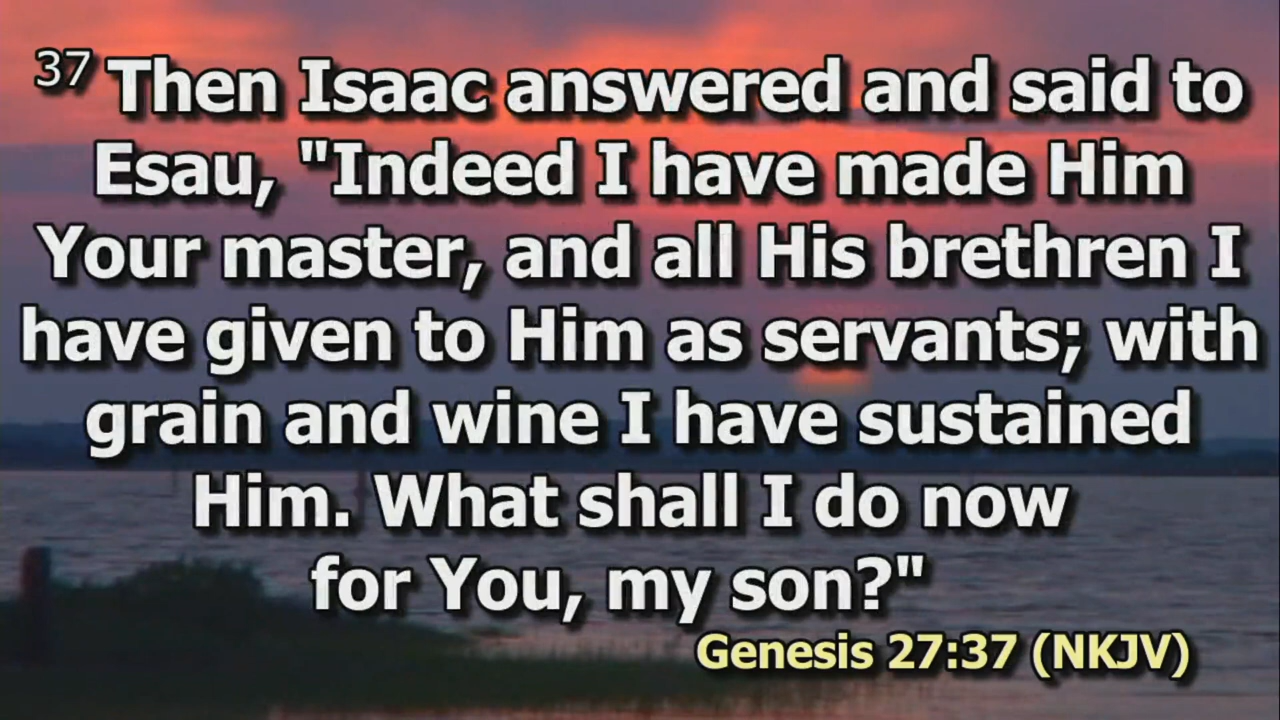 37 Then Isaac answered and said to
Esau, "Indeed I have made Him
Your master, and all His brethren I
have given to Him as servants; with
grain and wine I have sustained
Him. What shall I do now
for You, my son?"
Genesis 27:37 (NKJV)